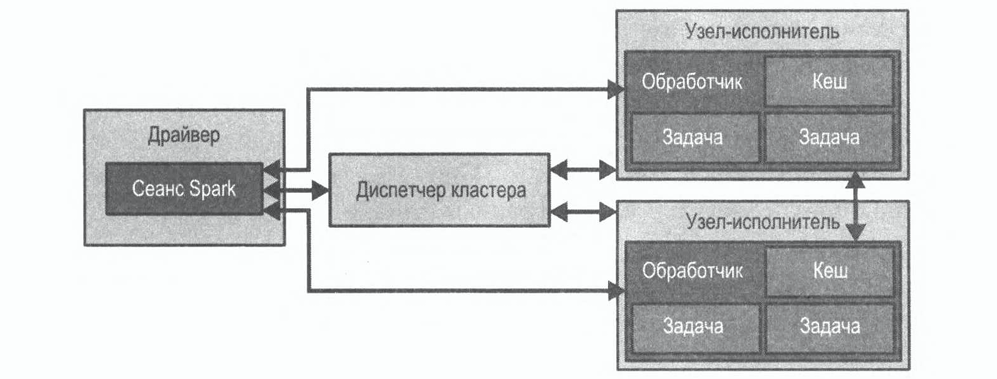 Драйвер
Сеанс Spark
Диспетчер кластера
Узел-исполнитель
Обработчик
Кеш
Задача
Задача
Узел-исполнитель
Обработчик
Кеш
Задача
Задача